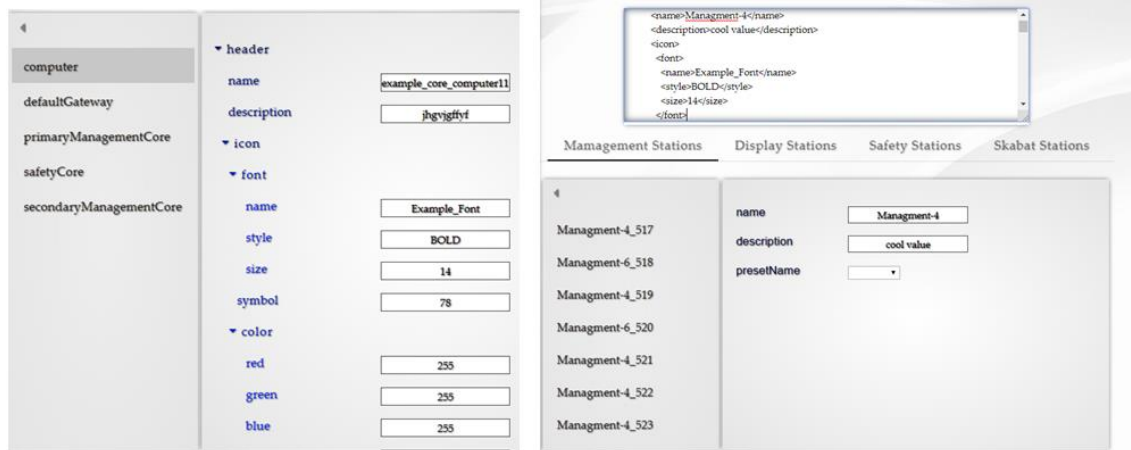 computer
defaultGateway
primaryManagementCore
safetyCore
secondaryManagementCore
header
name example_core_computer11
description jhgvjgffyf
icon
font
name Example_Font
style BOLD
size 14
symbol 78
color
red 255
green 255
blue 255
<name>Managment-4</name>
<description>cool value</description>
<icon>
<font>
<name>Example_Font</name>
<style>BOLD</style>
<size>14</size>
</font>
Mamagement Stations Display Stations Safety Stations Skabat Stations
Managment-4_517
Managment-6_518
Managment-4_519
Managment-6_520
Managment-4_521
Managment-4_522
Managment-4_523
name Managment-4
description cool value
presetName